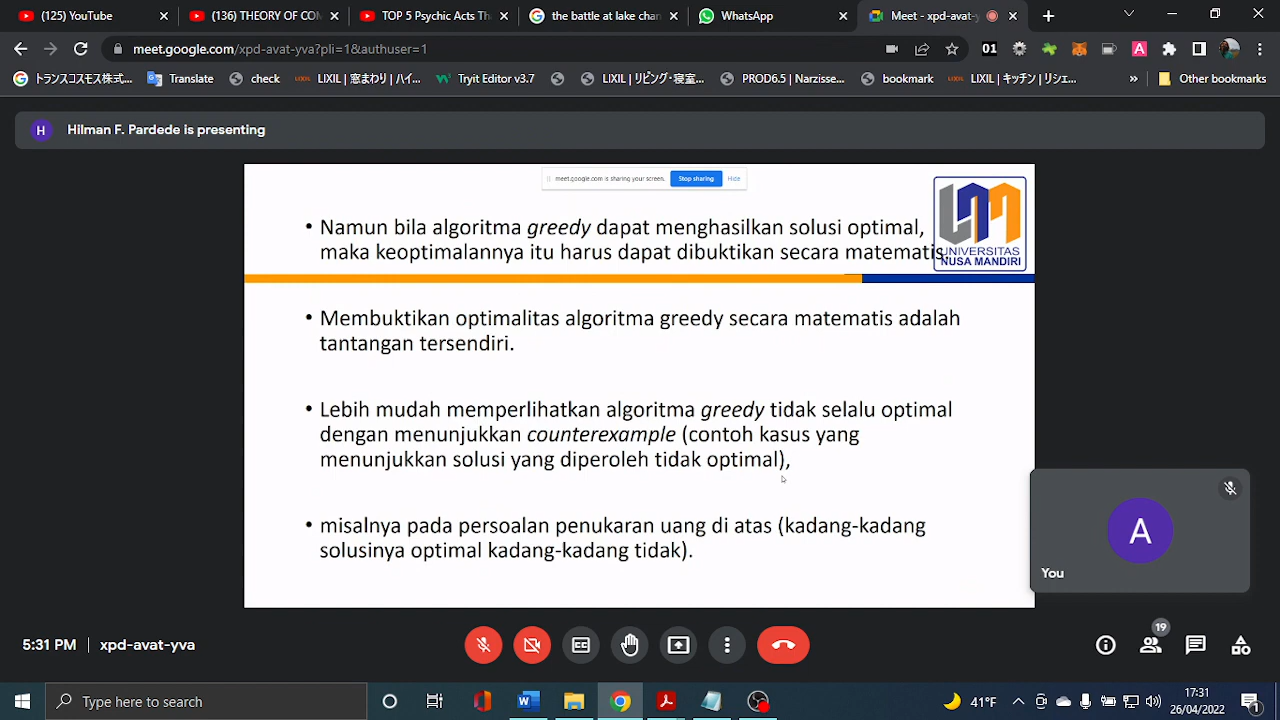 (125) YouTube
(136) THEORY OF CON
TOP 5 Psychoants Th
the battle at lake chan
WhatsApp
Meet - xpd-avat-y
meet.google.com/xpd-avat-yva?pli=1&authuser=1
トランスコスモス株式...
Translate
check
LIXIL | 窓まわり | ハイ...
Tryit Editor v3.7
LIXIL | リビング・寝室...
PROD6.5) | Narzisse...
bookmark
LIXIL | キッチン | リシェ...
»
Other bookmarks
H
Hilman F. Pardede is presenting
meet.google.com is sharing your screen.
Stop sharing
Hide
UNIVERSITAS
NUSA MANDIRI
• Namun bila algoritma greedy dapat menghasilkan solusi optimal,
maka keoptimalannya itu harus dapat dibuktikan secara matematis.
• Membuktikan optimalitas algoritma greedy secara matematis adalah
tantangan tersendiri.
• Lebih mudah memperlihatkan algoritma greedy tidak selalu optimal
dengan menunjukkan counterexample (contoh kasus yang
menunjukkan solusi yang diperoleh tidak optimal),
• misalnya pada persoalan penukaran uang di atas (kadang-kadang
solusinya optimal kadang-kadang tidak).
A
You
5:31 PM | xpd-avat-yva
19
Type here to search
41°F
17:31
26/04/2022
1